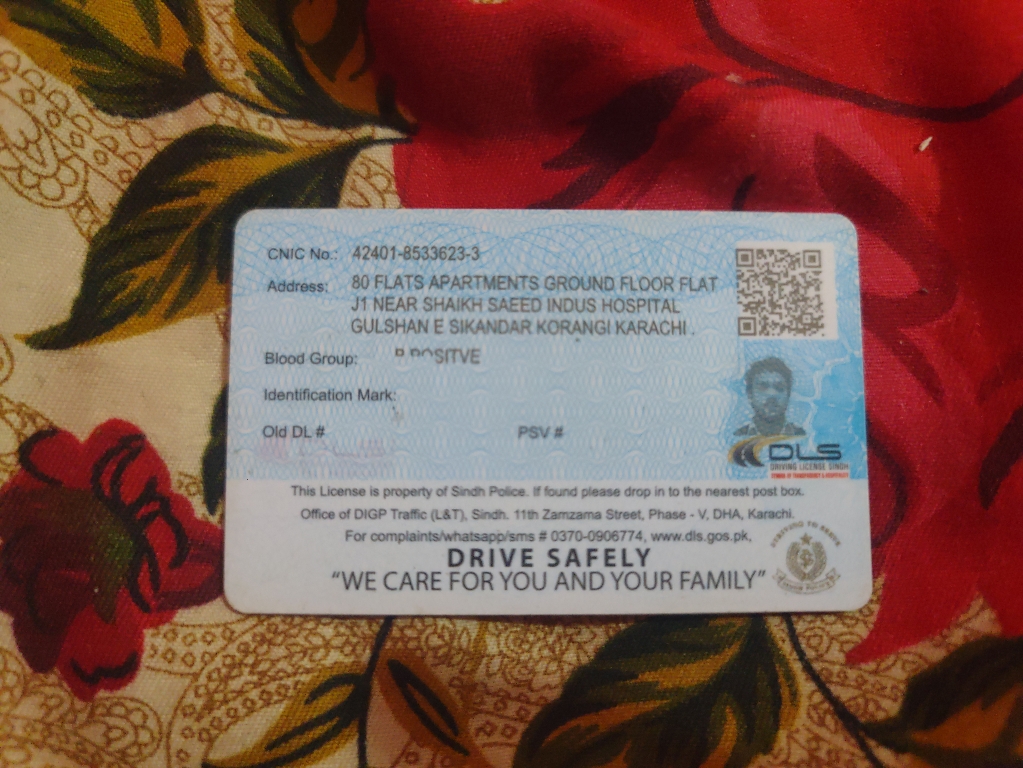 CNIC No.: 42401-8533623-3
Address: 80 FLATS APARTMENTS GROUND FLOOR FLAT
J1 NEAR SHAIKH SAEED INDUS HOSPITAL
GULSHAN E SIKANDAR KORANGI KARACHI .
Blood Group: B POSITVE
Identification Mark:
Old DL # PSV #
DLS
DRIVING LICENSE SINDH
This License is property of Sindh Police. If found please drop in to the nearest post box.
Office of DIGP Traffic (L&T), Sindh. 11th Zamzama Street, Phase - V, DHA, Karachi.
For complaints/whatsapp/sms # 0370-0906774, www.dls.gos.pk,
DRIVE SAFELY
“WE CARE FOR YOU AND YOUR FAMILY”